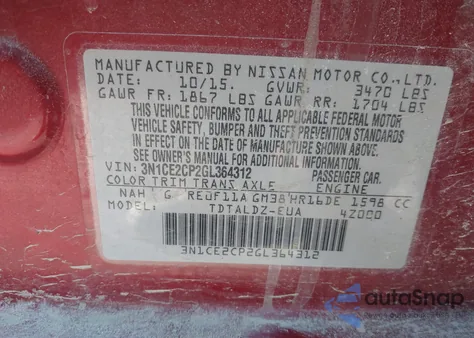 MANUFACTURED BY NISSAN MOTOR CO.,LTD.
DATE: 10/15. GVWR: 3470 LBS
GAWR FR: 1867 LBS GAWR RR: 1704 LBS
THIS VEHICLE CONFORMS TO ALL APPLICABLE FEDERAL MOTOR
VEHICLE SAFETY, BUMPER AND THEFT PREVENTION STANDARDS
IN EFFECT ON THE DATE OF MANUFACTURE SHOWN ABOVE.
SEE OWNER'S MANUAL FOR ADDITIONAL INFORMATION.
VIN: 3N1CE2CP2GL364312 PASSENGER CAR.
COLOR TRIM TRANS AXLE ENGINE
NAH G RE0F11A GM38 HR16DE 1598 CC
TDTALDZ-EUA 4Z000
3N1CE2CP2GL364312
autoSnap